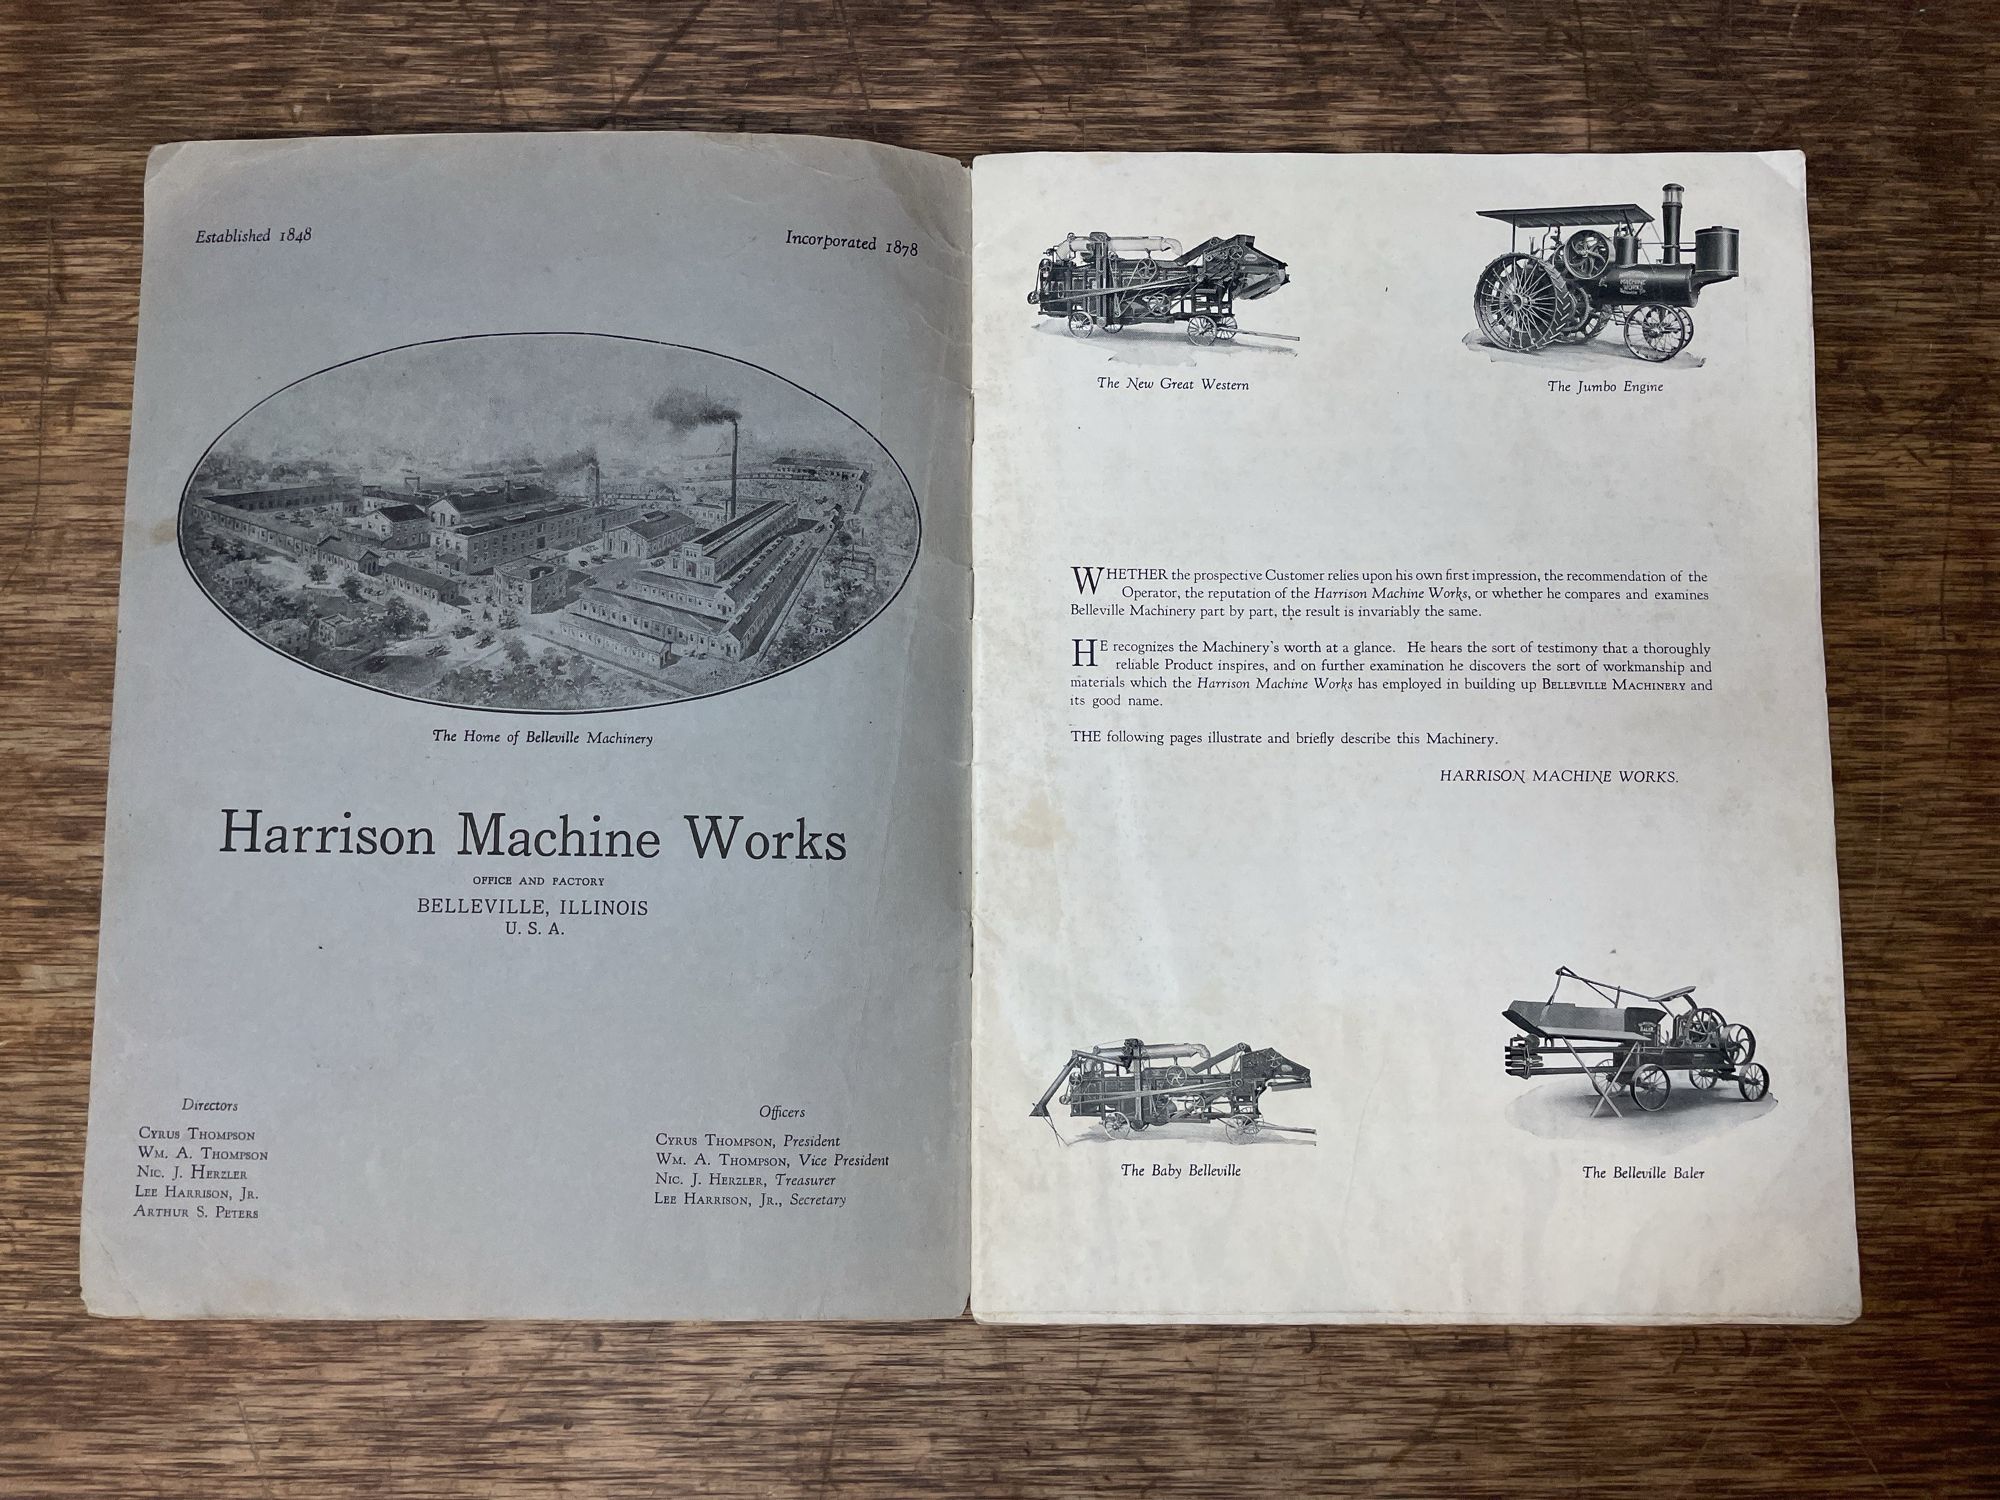 Established 1848
Incorporated 1878
The Home of Belleville Machinery
Harrison Machine Works
OFFICE AND FACTORY
BELLEVILLE, ILLINOIS
U. S. A.
Directors
CYRUS THOMPSON
WM. A. THOMPSON
NIC. J. HERZLER
LEE HARRISON, JR.
ARTHUR S. PETERS
Officers
CYRUS THOMPSON, President
WM. A. THOMPSON, Vice President
NIC. J. HERZLER, Treasurer
LEE HARRISON, JR., Secretary
The New Great Western
MACHINE
WORKS
The Jumbo Engine
WHETHER the prospective Customer relies upon his own first impression, the recommendation of the
Operator, the reputation of the Harrison Machine Works, or whether he compares and examines
Belleville Machinery part by part, the result is invariably the same.
HE recognizes the Machinery's worth at a glance. He hears the sort of testimony that a thoroughly
reliable Product inspires, and on further examination he discovers the sort of workmanship and
materials which the Harrison Machine Works has employed in building up BELLEVILLE MACHINERY and
its good name.
THE following pages illustrate and briefly describe this Machinery.
HARRISON MACHINE WORKS.
The Baby Belleville
BALER
The Belleville Baler